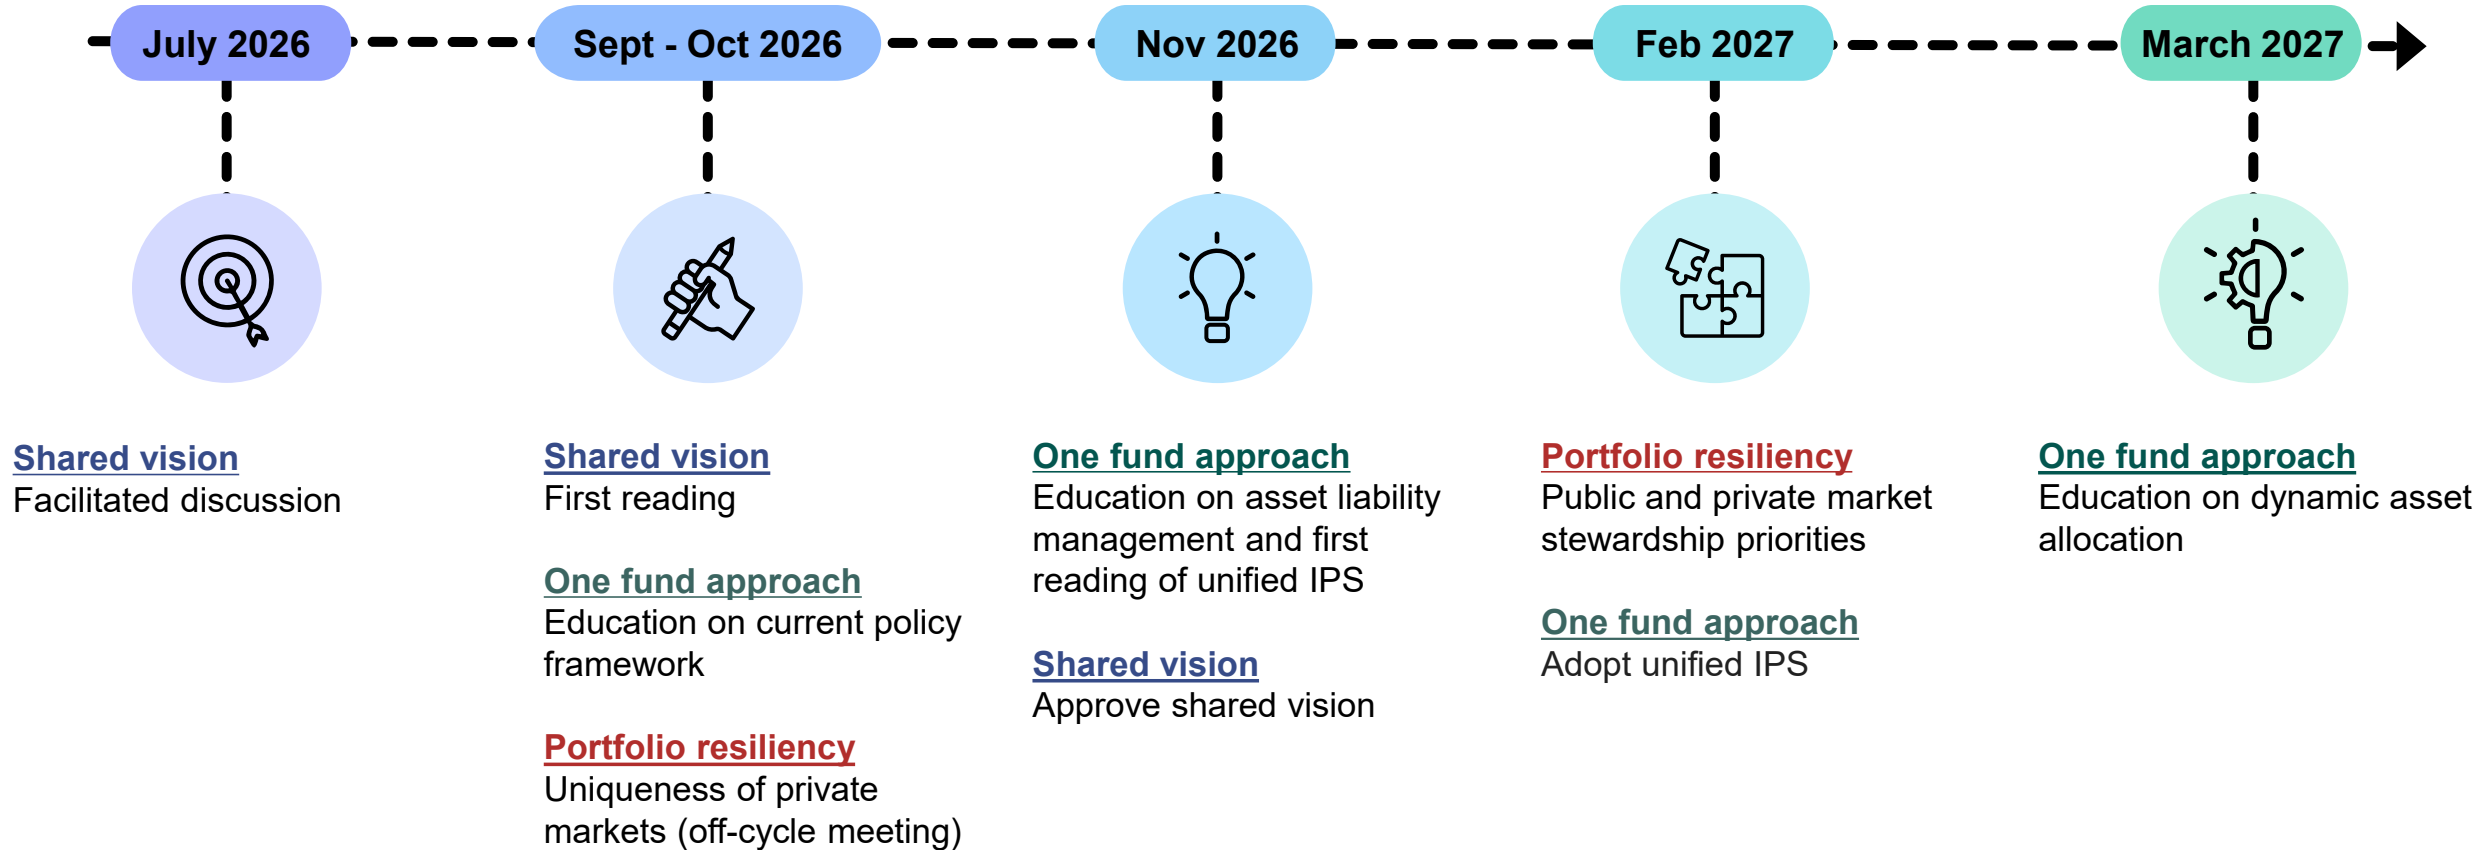 July 2026
Sept - Oct 2026
Nov 2026
Feb 2027
March 2027
Shared vision
Facilitated discussion
Shared vision
First reading
One fund approach
Education on current policy
framework
Portfolio resiliency
Uniqueness of private
markets (off-cycle meeting)
One fund approach
Education on asset liability
management and first
reading of unified IPS
Shared vision
Approve shared vision
Portfolio resiliency
Public and private market
stewardship priorities
One fund approach
Adopt unified IPS
One fund approach
Education on dynamic asset
allocation